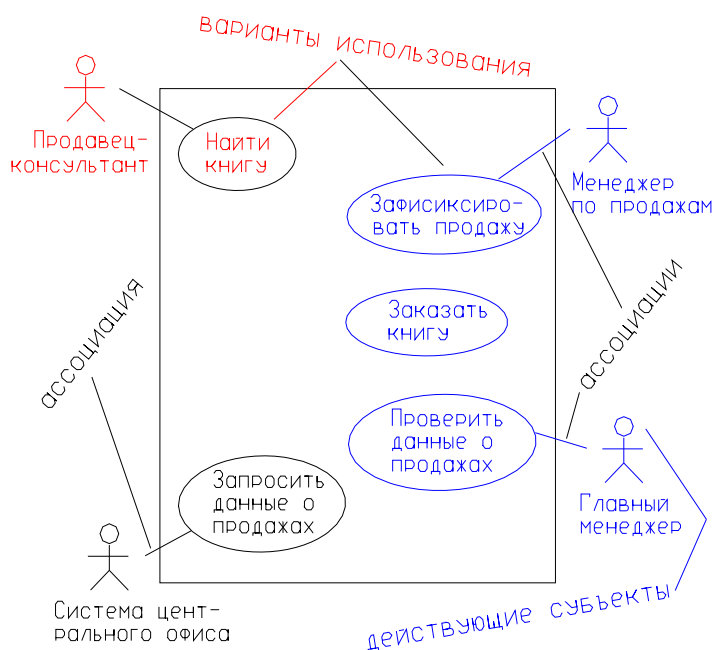 варианты использования
Продавец-
консультант
Найти
книгу
Менеджер
по продажам
Зафисиксиро-
вать продажу
ассоциация
Заказать
книгу
ассоциации
Проверить
данные о
продажах
Запросить
данные о
продажах
Главный
менеджер
Система цент-
рального офиса
действующие субъекты